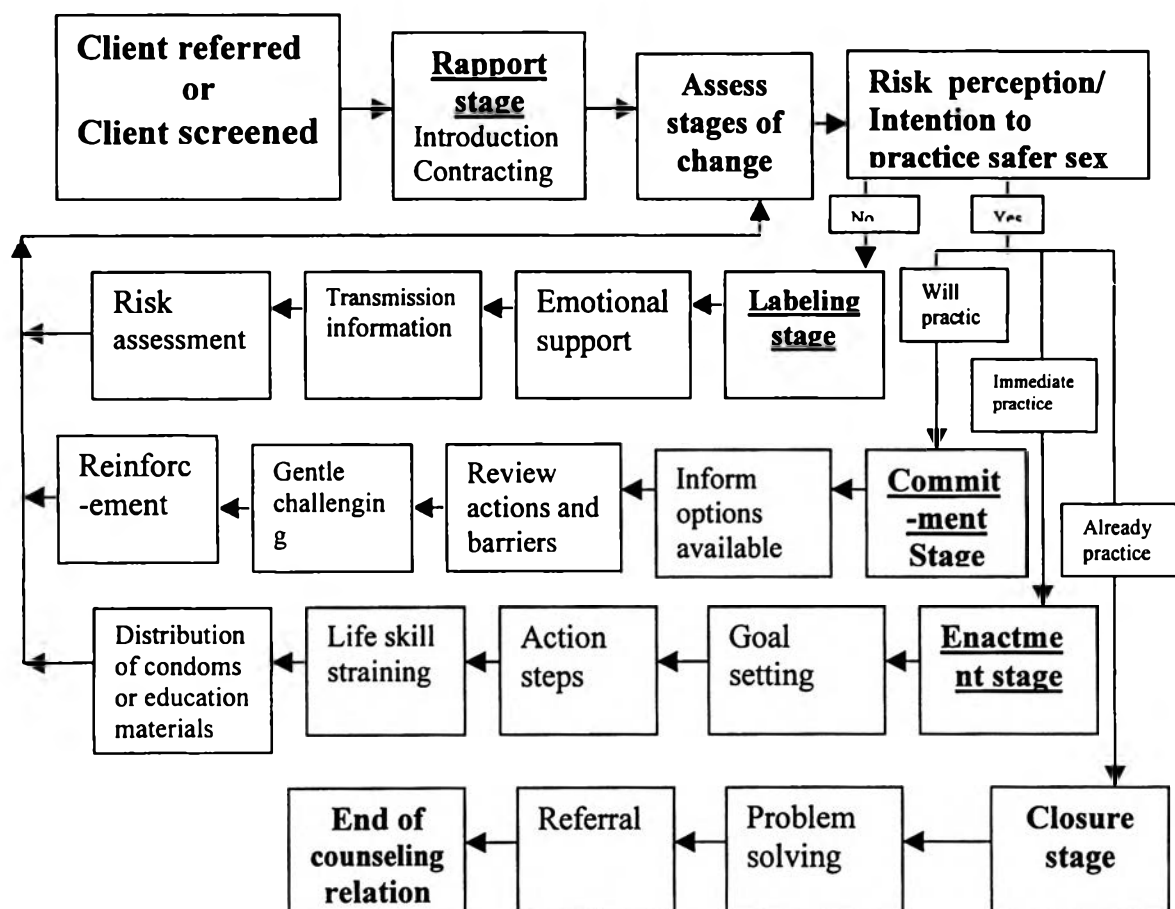 Client referred
or
Client screened
Rapport
stage
Introduction
Contracting
Assess
stages of
change
Risk perception/
Intention to
practice safer sex
No
Yes
Risk
assessment
Transmission
information
Emotional
support
Labeling
stage
Will
practic
Immediate
practice
Reinforc
-ement
Gentle
challengin
g
Review
actions and
barriers
Inform
options
available
Commit
-ment
Stage
Already
practice
Distribution
of condoms
or education
materials
Life skill
straining
Action
steps
Goal
setting
Enactme
nt stage
End of
counseling
relation
Referral
Problem
solving
Closure
stage